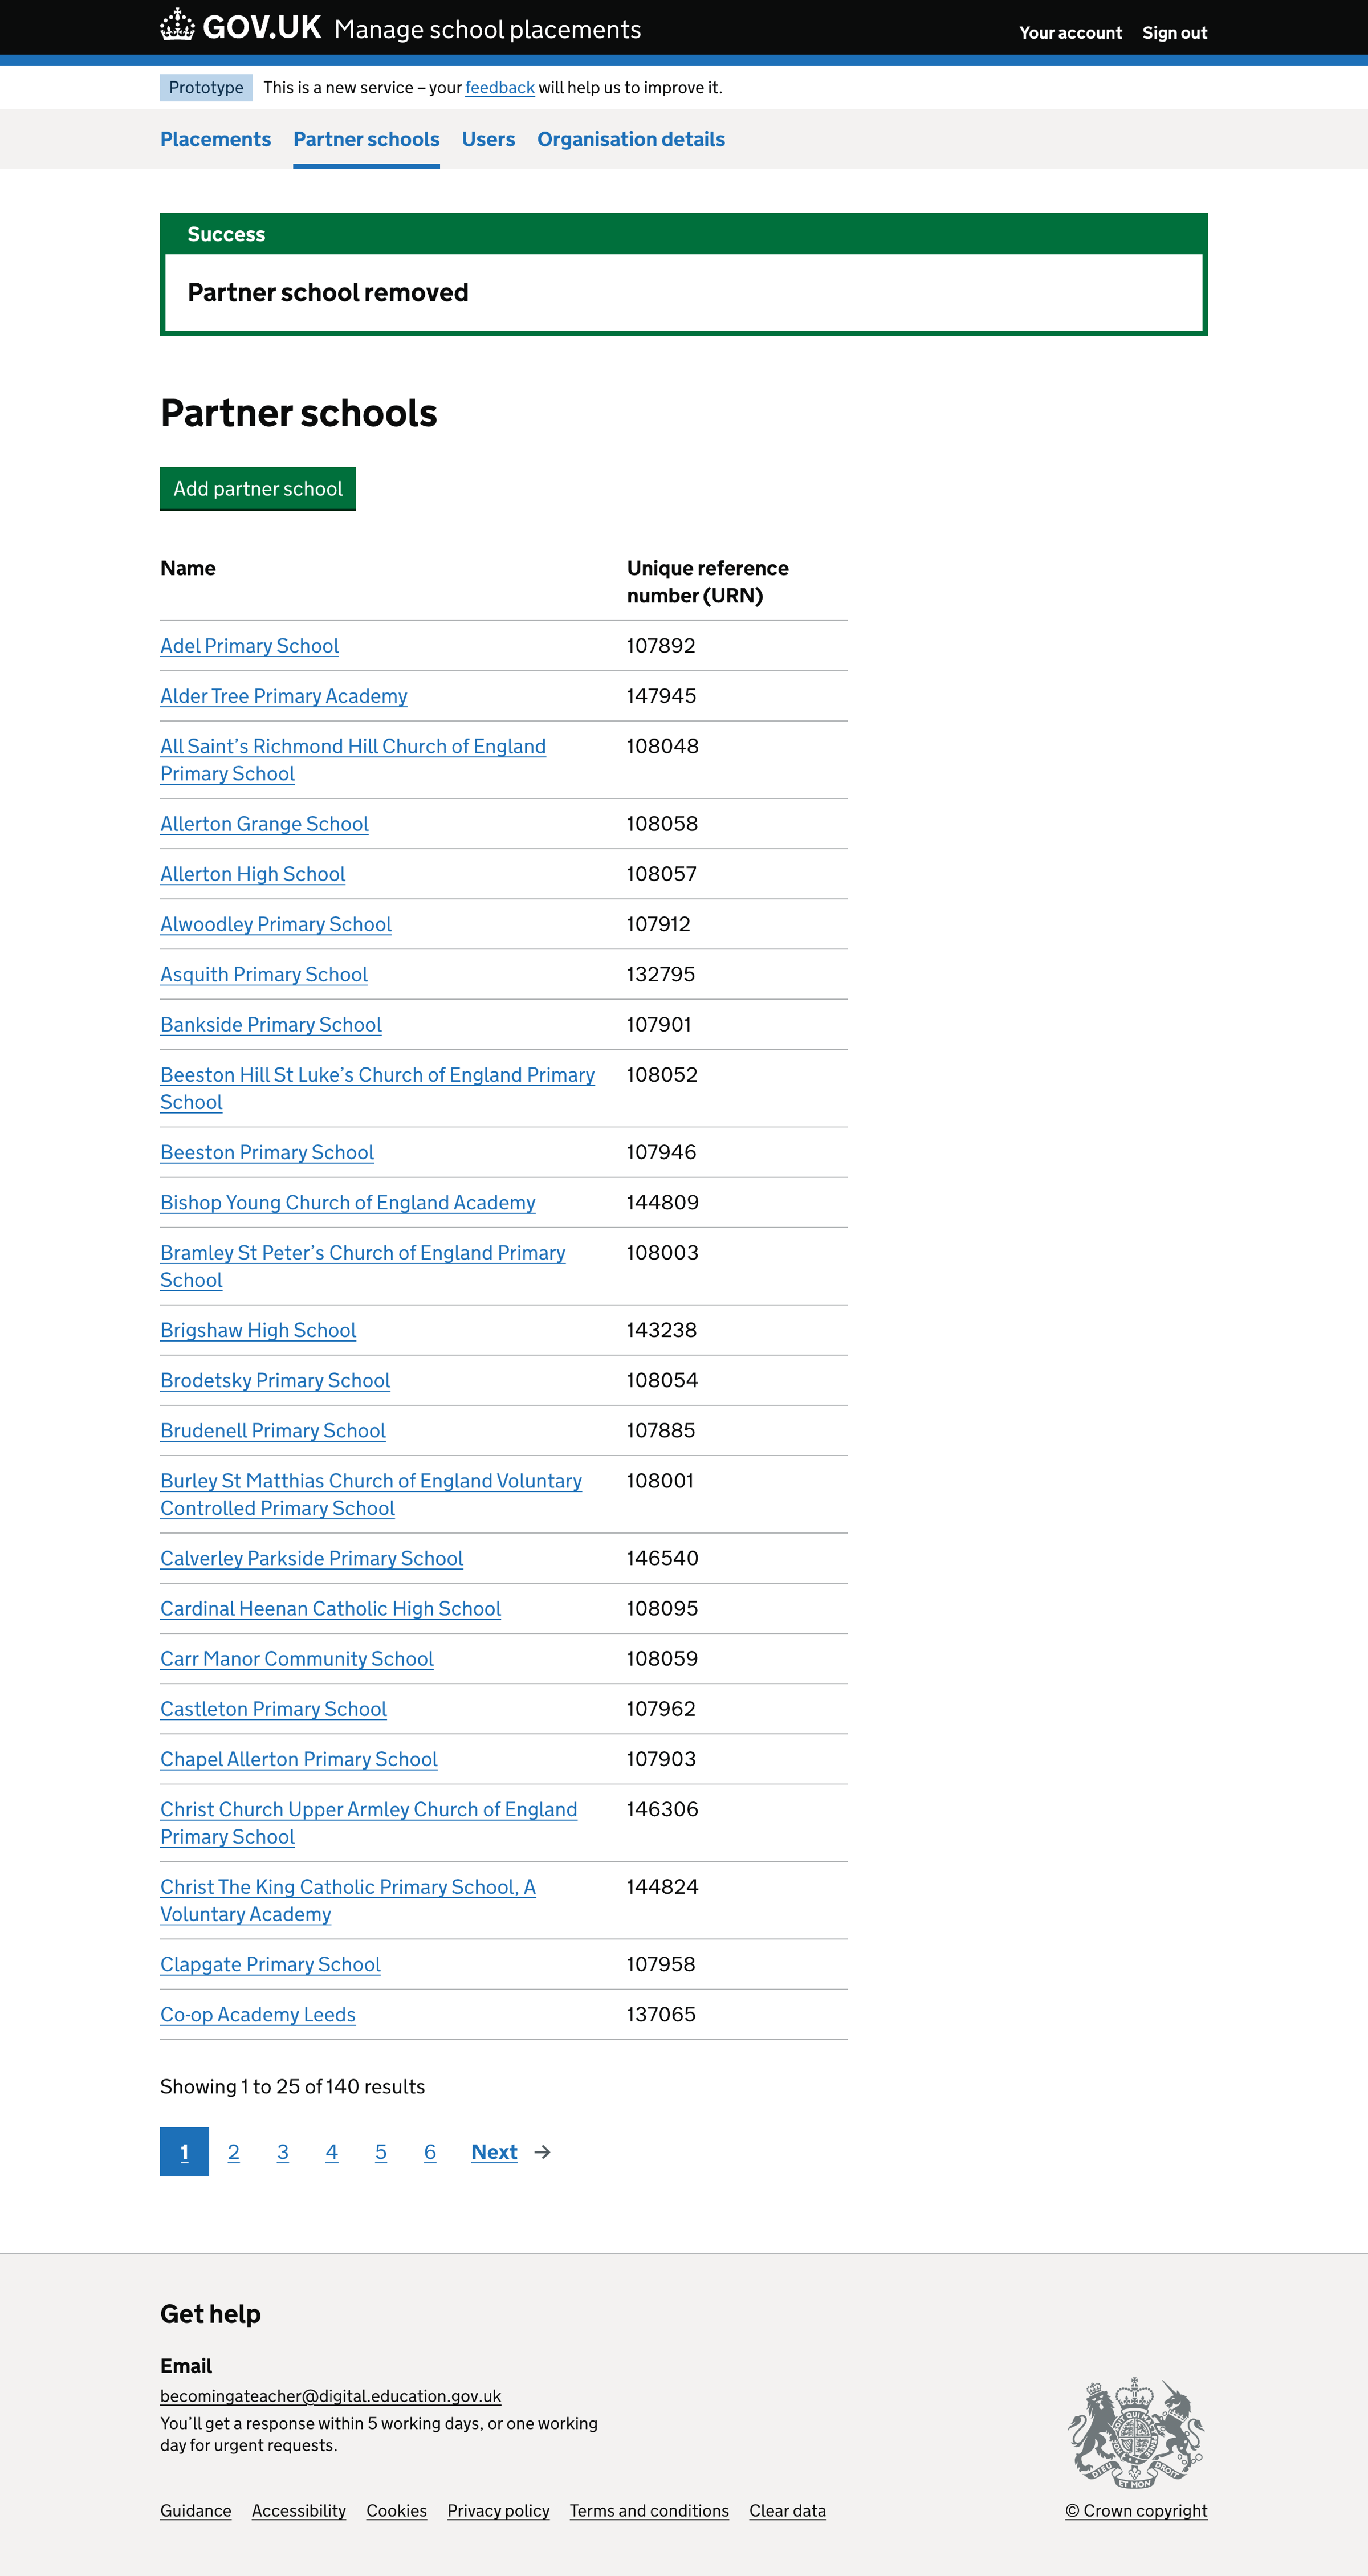 GOV.UK Manage school placements
Your account Sign out
Prototype This is a new service – your feedback will help us to improve it.
Placements Partner schools Users Organisation details
Success
Partner school removed
Partner schools
Add partner school
Name Unique reference
number (URN)
Adel Primary School 107892
Alder Tree Primary Academy 147945
All Saint’s Richmond Hill Church of England 108048
Primary School
Allerton Grange School 108058
Allerton High School 108057
Alwoodley Primary School 107912
Asquith Primary School 132795
Bankside Primary School 107901
Beeston Hill St Luke’s Church of England Primary 108052
School
Beeston Primary School 107946
Bishop Young Church of England Academy 144809
Bramley St Peter’s Church of England Primary 108003
School
Brigshaw High School 143238
Brodetsky Primary School 108054
Brudenell Primary School 107885
Burley St Matthias Church of England Voluntary 108001
Controlled Primary School
Calverley Parkside Primary School 146540
Cardinal Heenan Catholic High School 108095
Carr Manor Community School 108059
Castleton Primary School 107962
Chapel Allerton Primary School 107903
Christ Church Upper Armley Church of England 146306
Primary School
Christ The King Catholic Primary School, A 144824
Voluntary Academy
Clapgate Primary School 107958
Co-op Academy Leeds 137065
Showing 1 to 25 of 140 results
1 2 3 4 5 6 Next →
Get help
Email
becomingateacher@digital.education.gov.uk
You’ll get a response within 5 working days, or one working
day for urgent requests.
DIEU ET MON DROIT
Guidance Accessibility Cookies Privacy policy Terms and conditions Clear data
© Crown copyright